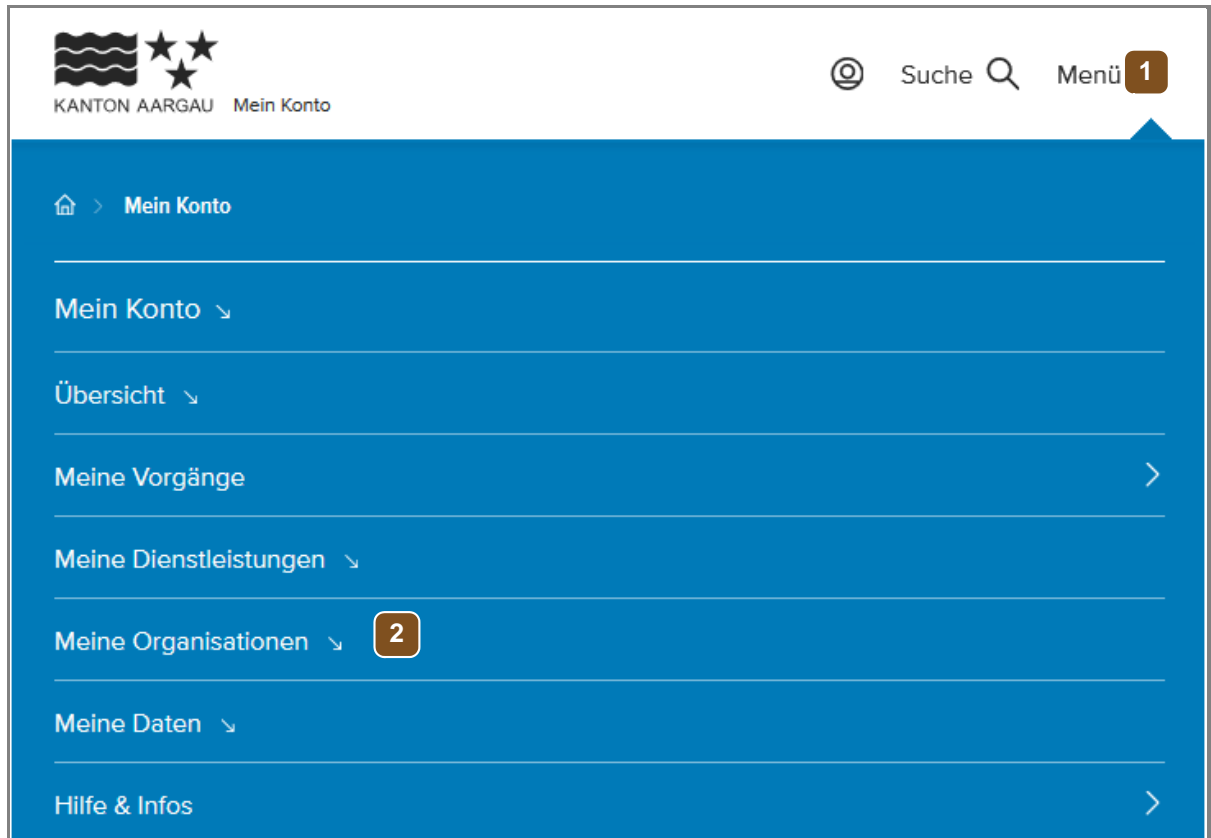 KANTON AARGAU Mein Konto
Suche Menü 1
Mein Konto
Mein Konto
Übersicht
Meine Vorgänge
Meine Dienstleistungen
Meine Organisationen 2
Meine Daten
Hilfe & Infos